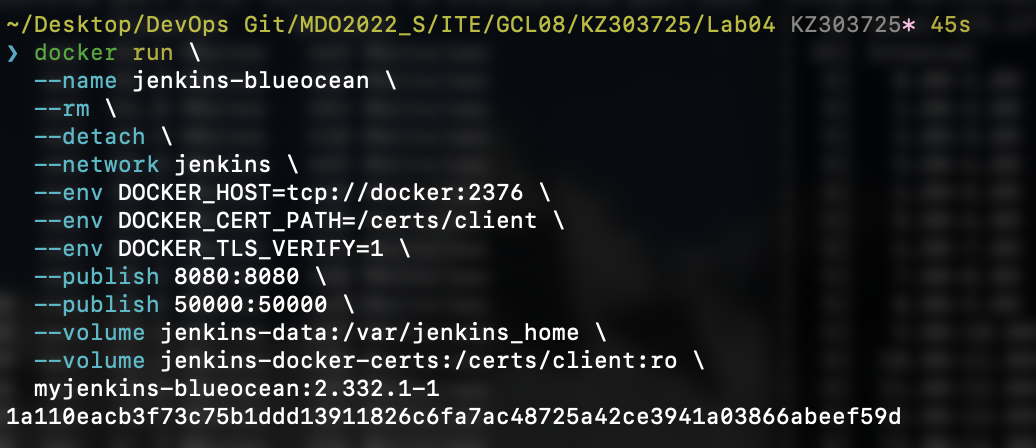 ~/Desktop/DevOps Git/MDO2022_S/ITE/GCL08/KZ303725/Lab04 KZ303725* 45s
❯ docker run \
--name jenkins-blueocean \
--rm \
--detach \
--network jenkins \
--env DOCKER_HOST=tcp://docker:2376 \
--env DOCKER_CERT_PATH=/certs/client \
--env DOCKER_TLS_VERIFY=1 \
--publish 8080:8080 \
--publish 50000:50000 \
--volume jenkins-data:/var/jenkins_home \
--volume jenkins-docker-certs:/certs/client:ro \
myjenkins-blueocean:2.332.1-1
1a110eacb3f73c75b1ddd13911826c6fa7ac48725a42ce3941a03866abeef59d